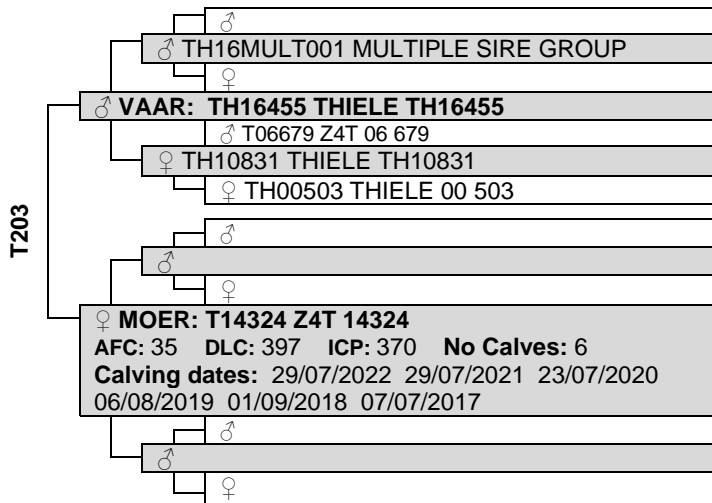 ♂
♂ TH16MULT001 MULTIPLE SIRE GROUP
♀
♂ VAAR: TH16455 THIELE TH16455
♂ T06679 Z4T 06 679
♀ TH10831 THIELE TH10831
♀ TH00503 THIELE 00 503
T203
♂
♂
♀
♀ MOER: T14324 Z4T 14324
AFC: 35 DLC: 397 ICP: 370 No Calves: 6
Calving dates: 29/07/2022 29/07/2021 23/07/2020
06/08/2019 01/09/2018 07/07/2017
♂
♂
♀